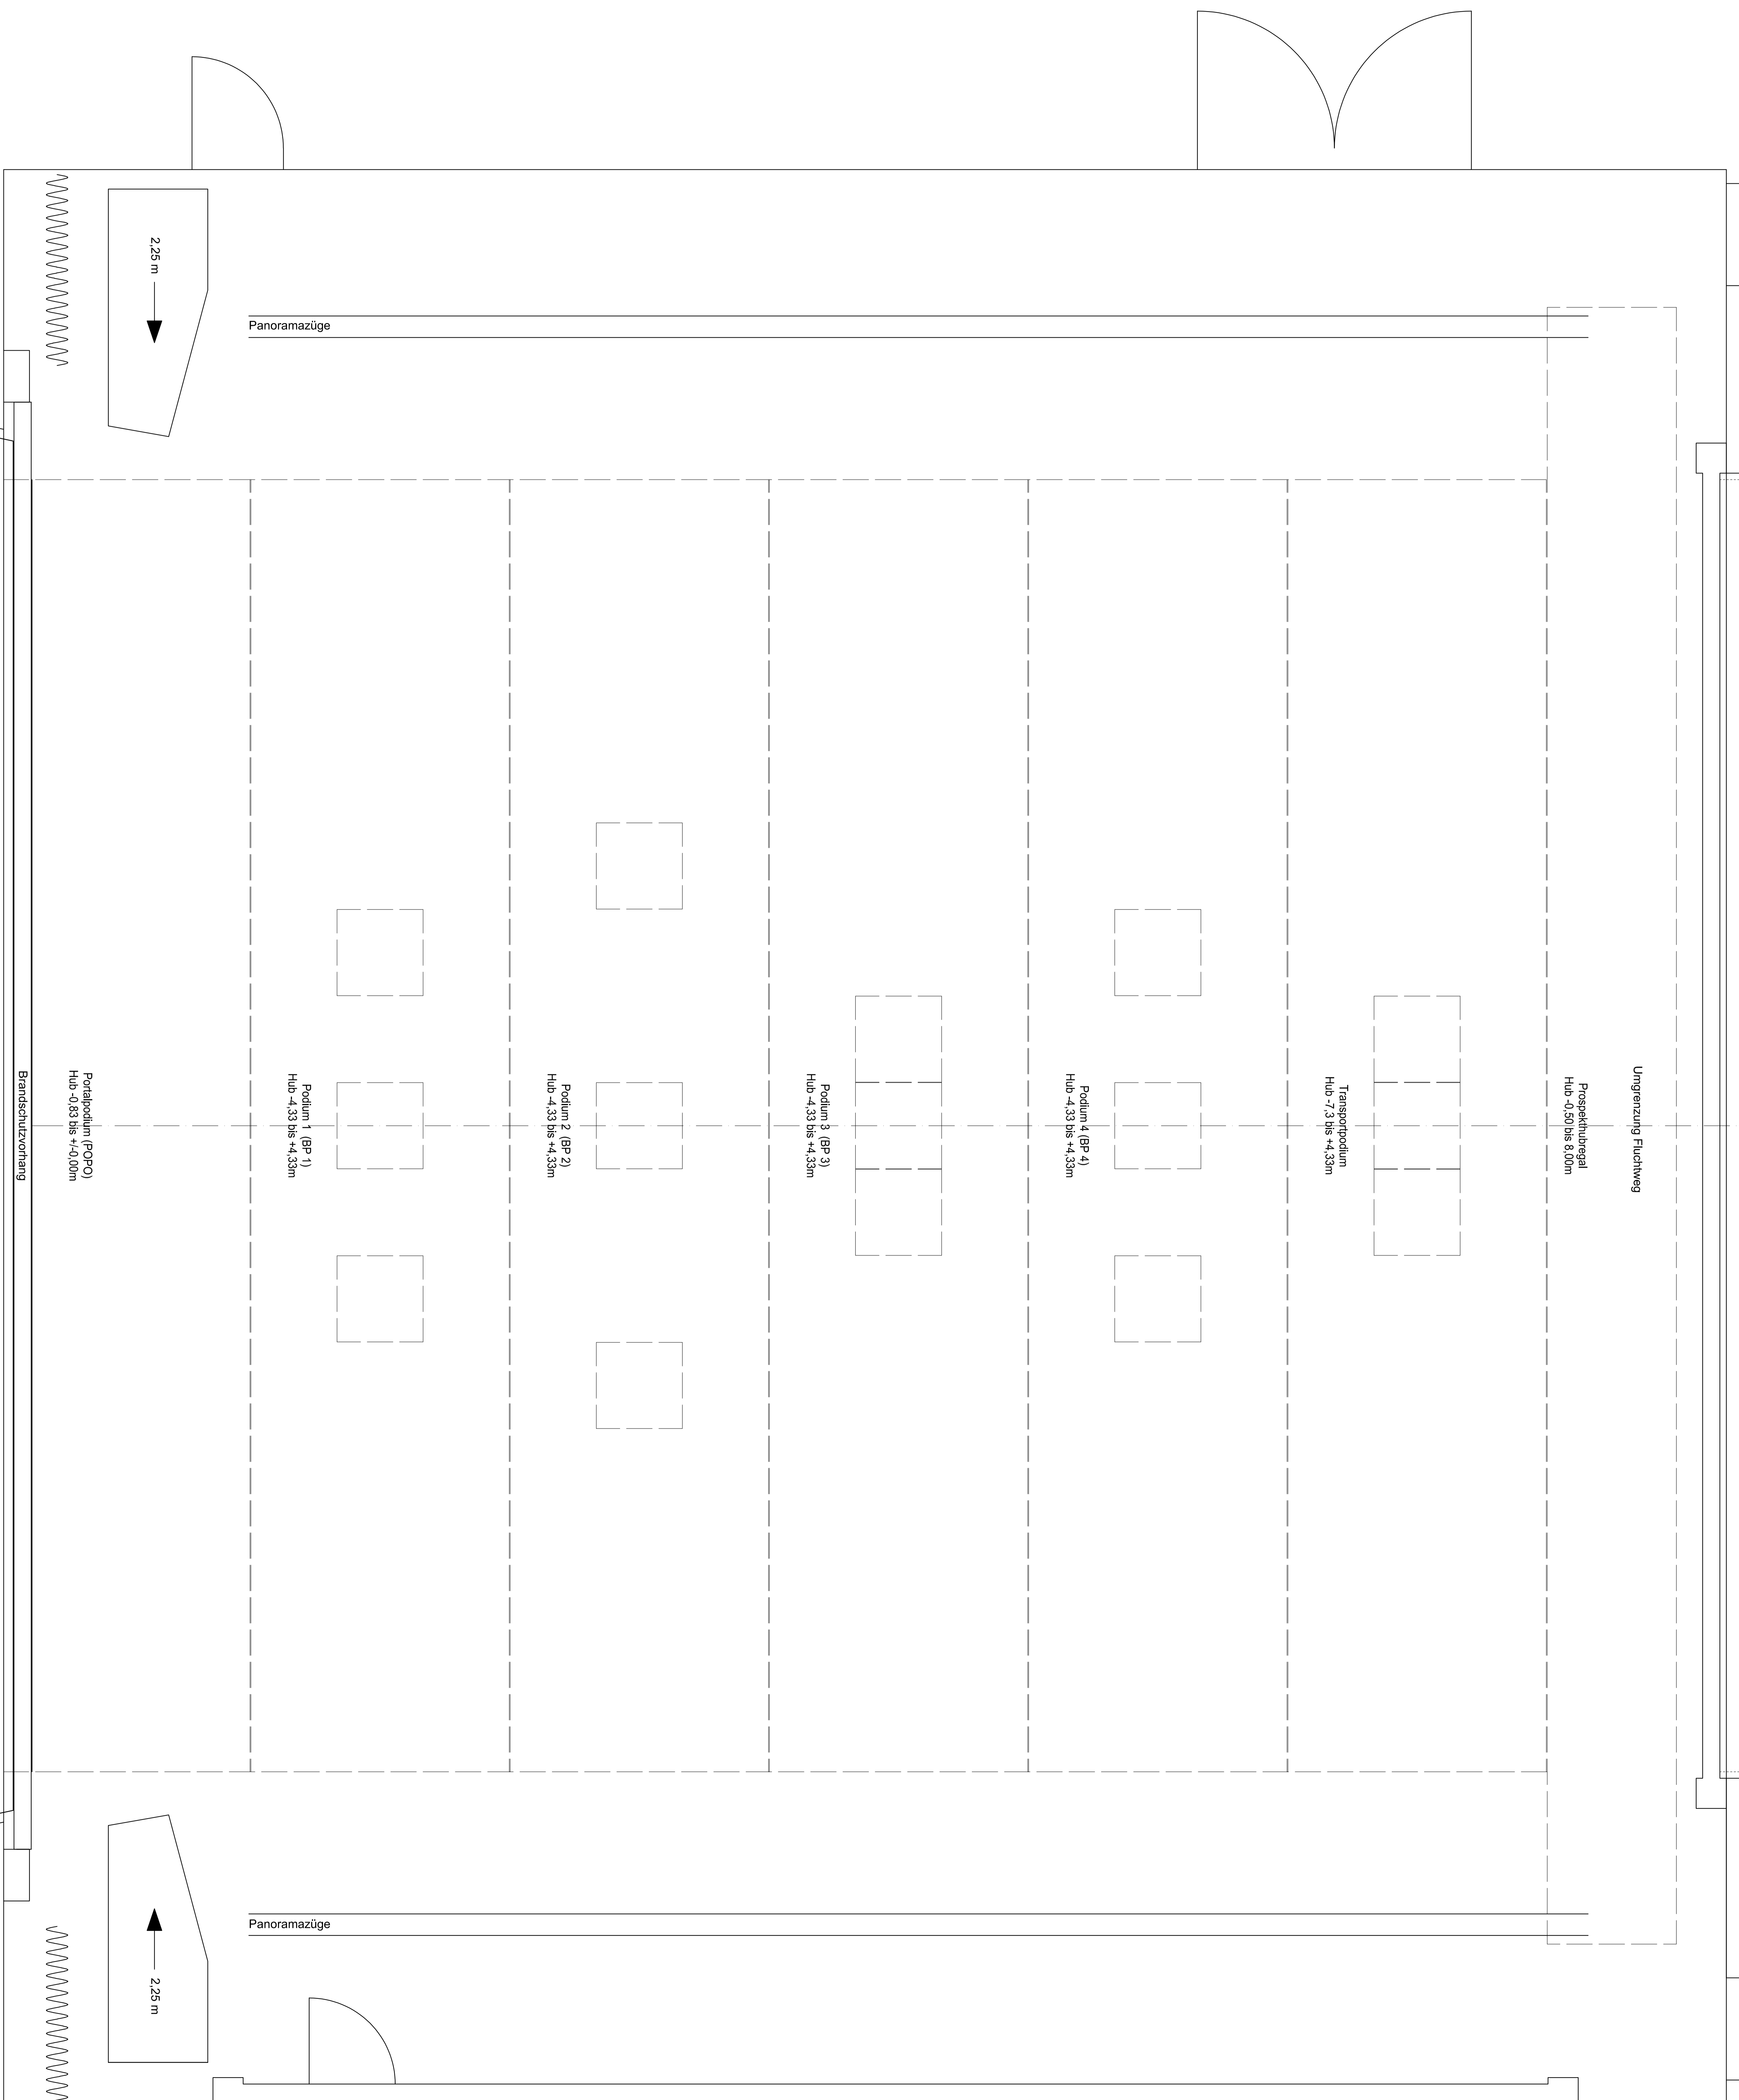 2,25 m
Panoramazüge
Umgrenzung Fluchtweg
Prospekthubregal
Hub -0,50 bis 8,00m
Transportpodium
Hub -7,3 bis +4,33m
Podium 4 (BP 4)
Hub -4,33 bis +4,33m
Podium 3 (BP 3)
Hub -4,33 bis +4,33m
Podium 2 (BP 2)
Hub -4,33 bis +4,33m
Podium 1 (BP 1)
Hub -4,33 bis +4,33m
Portalpodium (POPO)
Hub -0,83 bis +/-0,00m
Brandschutzvorhang
Panoramazüge
2,25 m